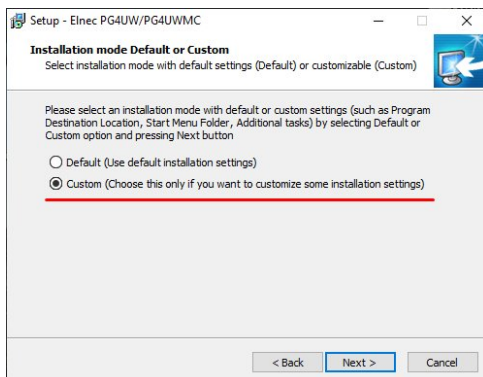 Setup - Elnec PG4UW/PG4UWMC
Installation mode Default or Custom
Select installation mode with default settings (Default) or customizable (Custom)
Please select an installation mode with default or custom settings (such as Program
Destination Location, Start Menu Folder, Additional tasks) by selecting Default or
Custom option and pressing Next button
Default (Use default installation settings)
Custom (Choose this only if you want to customize some installation settings)
< Back
Next >
Cancel